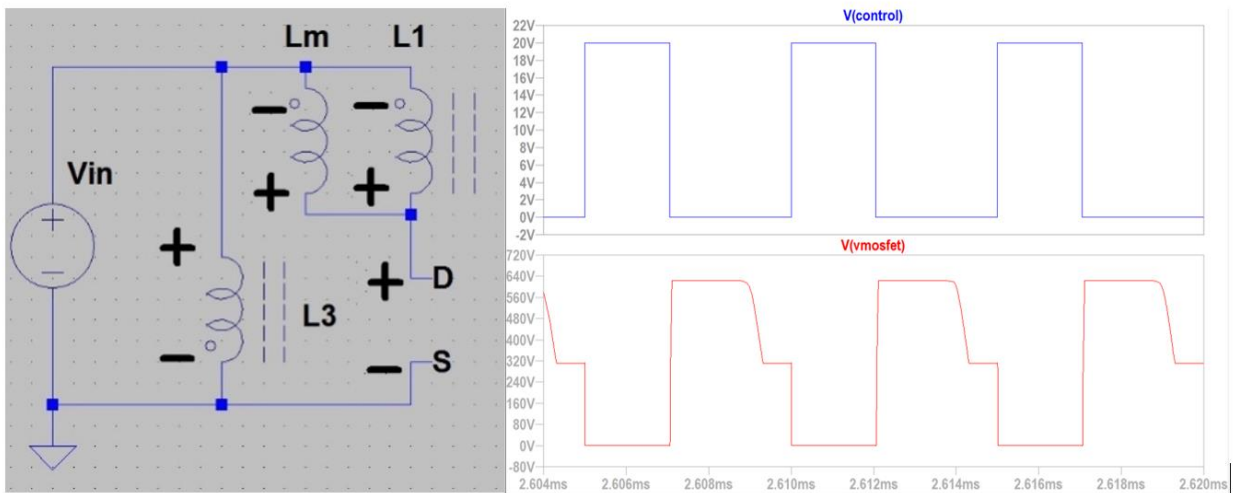 Lm L1
Vin
+
-
L3
D
S
V(control)
22V
20V
18V
16V
14V
12V
10V
8V
6V
4V
2V
0V
-2V
V(vmosfet)
720V
640V
560V
480V
400V
320V
240V
160V
80V
0V
-80V
2.604ms 2.606ms 2.608ms 2.610ms 2.612ms 2.614ms 2.616ms 2.618ms 2.620ms